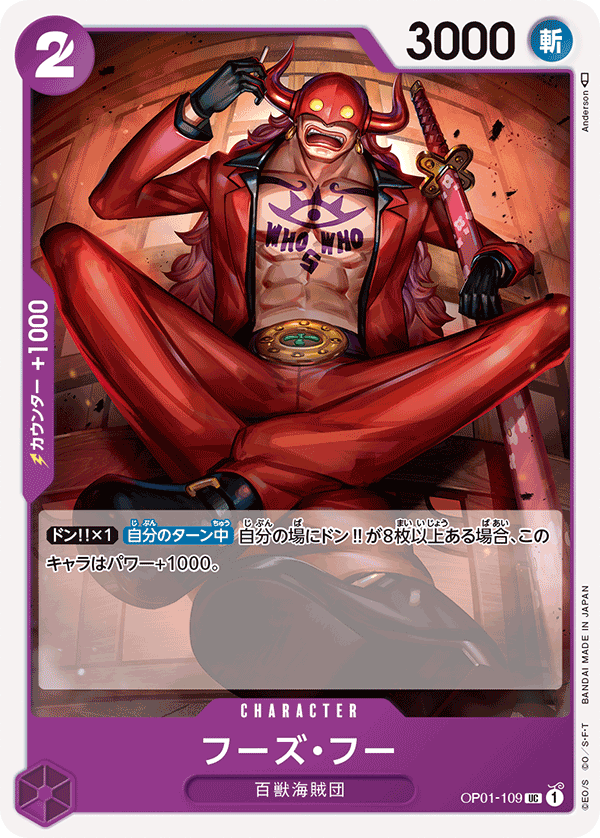 2
3000
斬
Anderson
WHO WHO
5
カウンター +1000
ドン!!×1 自分のターン中 自分の場にドン!!が8枚以上ある場合、この
キャラはパワー+1000。
CHARACTER
フーズ・フー
百獣海賊団
OP01-109 UC 1
©EO/S ©O/S・F・T BANDAI MADE IN JAPAN